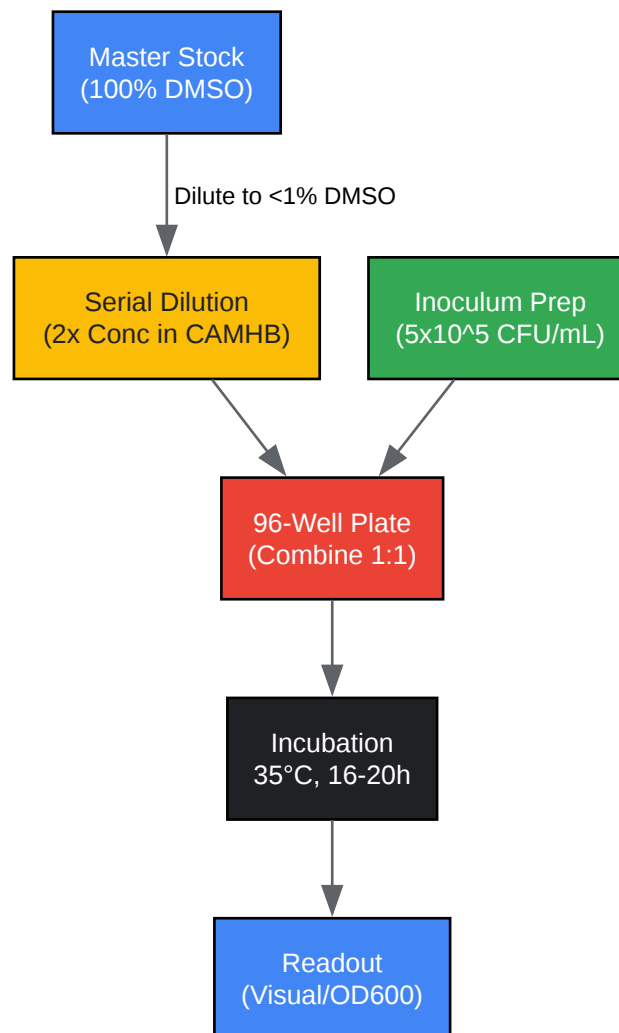 Master Stock
(100% DMSO)
Dilute to <1% DMSO
Serial Dilution
(2x Conc in CAMHB)
Inoculum Prep
(5x10^5 CFU/mL)
96-Well Plate
(Combine 1:1)
Incubation
35°C, 16-20h
Readout
(Visual/OD600)